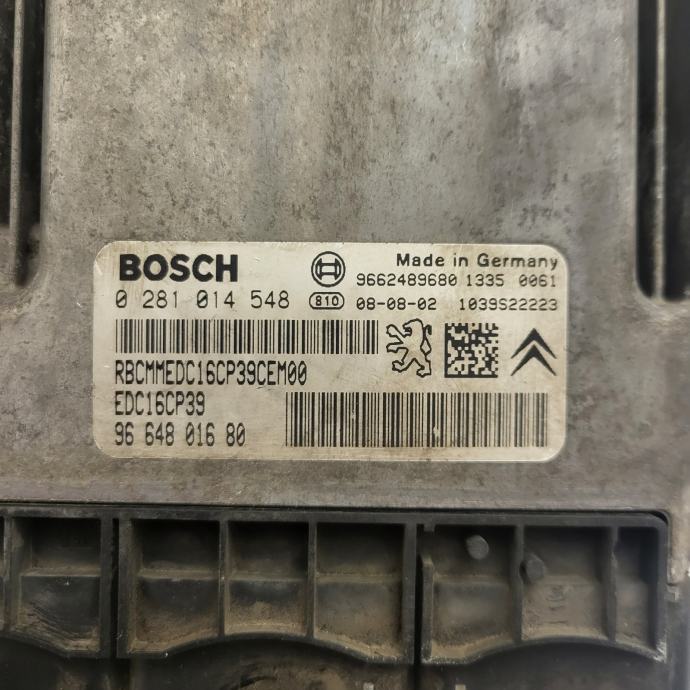 BOSCH Made in Germany
9662489680 1335 0061
0 281 014 548 810 08-08-02 1039S22223
RBCMMEDC16CP39CEM00
EDC16CP39
96 648 016 80